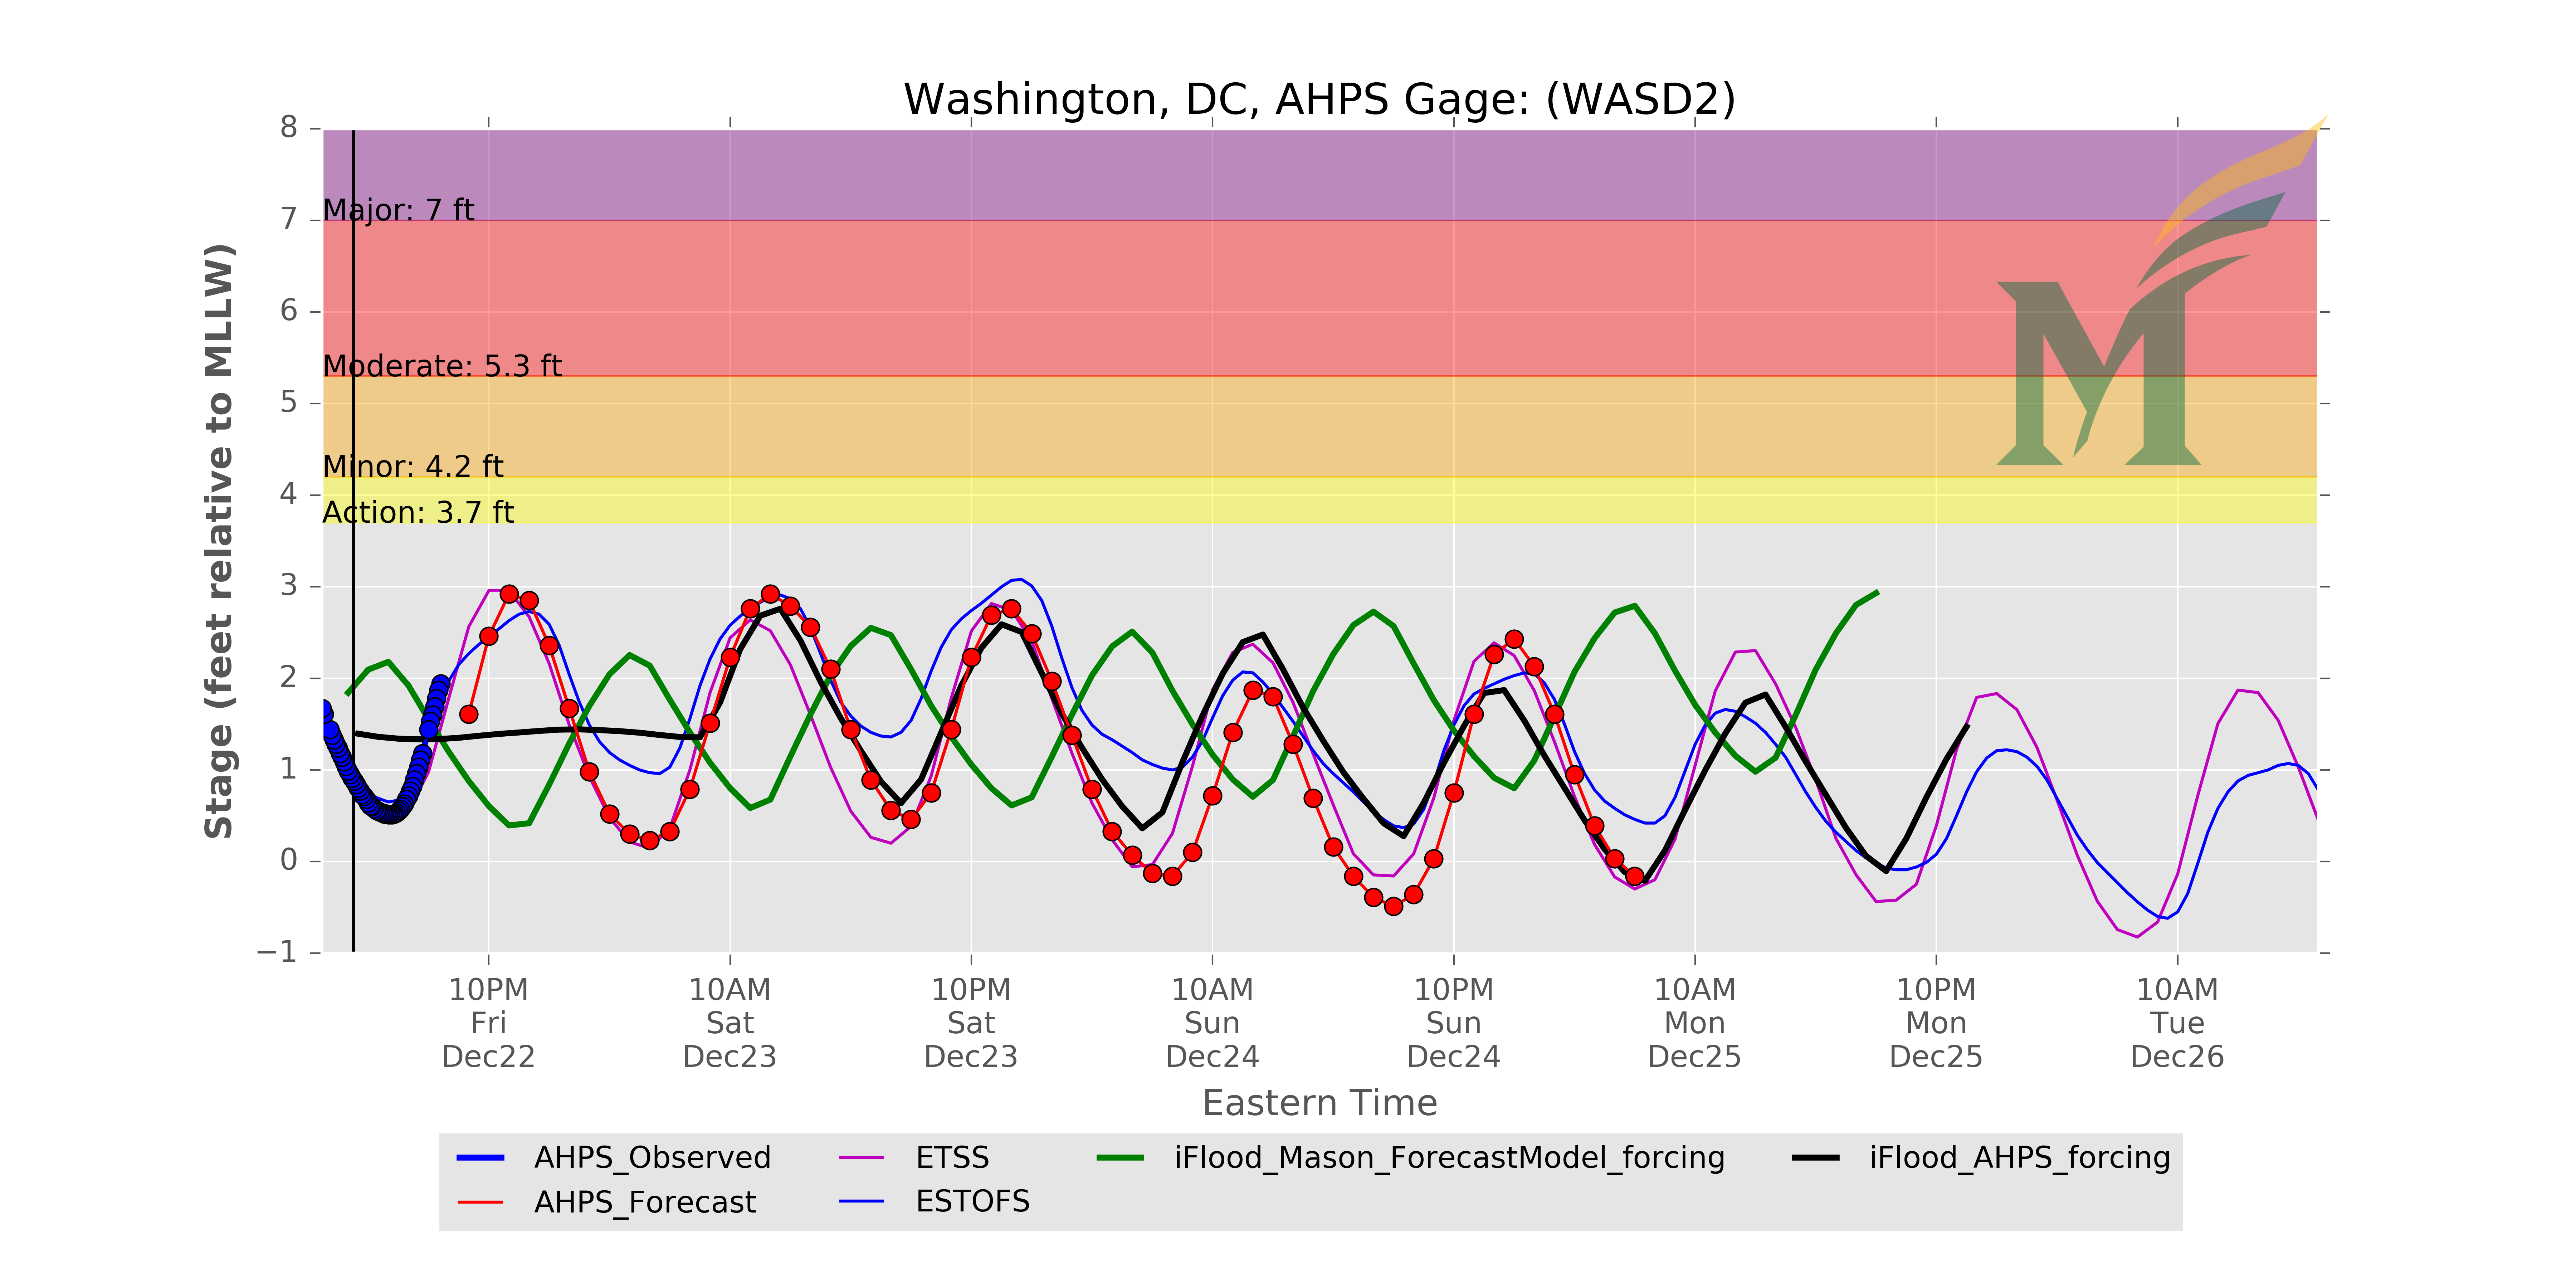 Washington, DC, AHPS Gage: (WASD2)
Stage (feet relative to MLLW)
8
7
6
5
4
3
2
1
0
−1
Major: 7 ft
Moderate: 5.3 ft
Minor: 4.2 ft
Action: 3.7 ft
M
10PM 10AM 10PM 10AM 10PM 10AM 10PM 10AM
Fri Sat Sat Sun Sun Mon Mon Tue
Dec22 Dec23 Dec23 Dec24 Dec24 Dec25 Dec25 Dec26
Eastern Time
AHPS_Observed ETSS iFlood_Mason_ForecastModel_forcing iFlood_AHPS_forcing
AHPS_Forecast ESTOFS